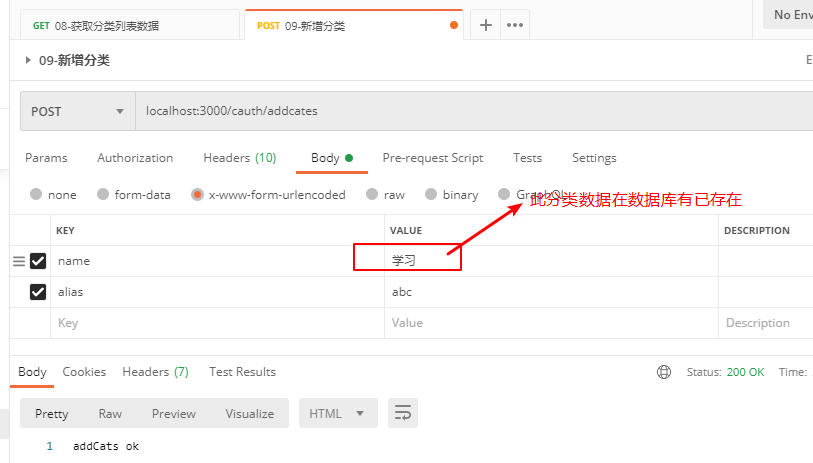 GET 08-获取分类列表数据 POST 09-新增分类 + ••• No Env
09-新增分类
POST localhost:3000/cauth/addcates
Params Authorization Headers (10) Body Pre-request Script Tests Settings
none form-data x-www-form-urlencoded raw binary GraphQL
此分类数据在数据库有已存在
KEY VALUE DESCRIPTION
name 学习
alias abc
Key Value Description
Body Cookies Headers (7) Test Results Status: 200 OK Time:
Pretty Raw Preview Visualize HTML
1 addCats ok